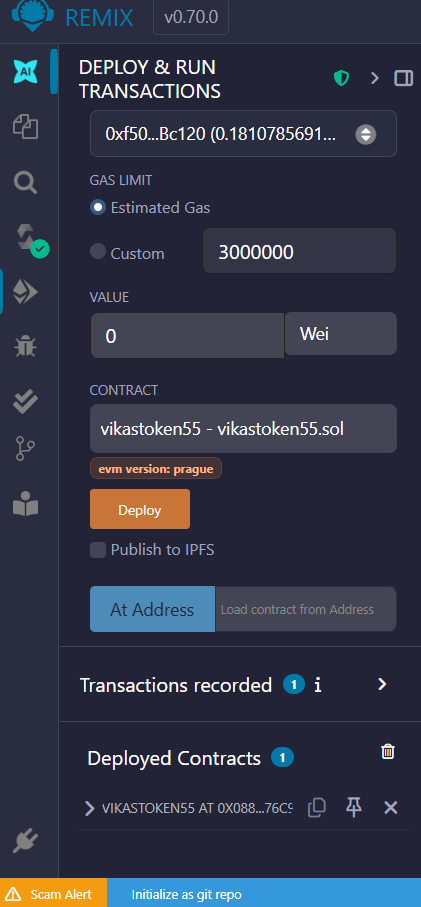 REMIX v0.70.0
AI
DEPLOY & RUN
TRANSACTIONS
0xf50...Bc120 (0.1810785691...
GAS LIMIT
Estimated Gas
Custom 3000000
VALUE
0 Wei
CONTRACT
vikastoken55 - vikastoken55.sol
evm version: prague
Deploy
Publish to IPFS
At Address Load contract from Address
Transactions recorded 1 i
Deployed Contracts 1
VIKASTOKEN55 AT 0X088...76C9
Scam Alert Initialize as git repo